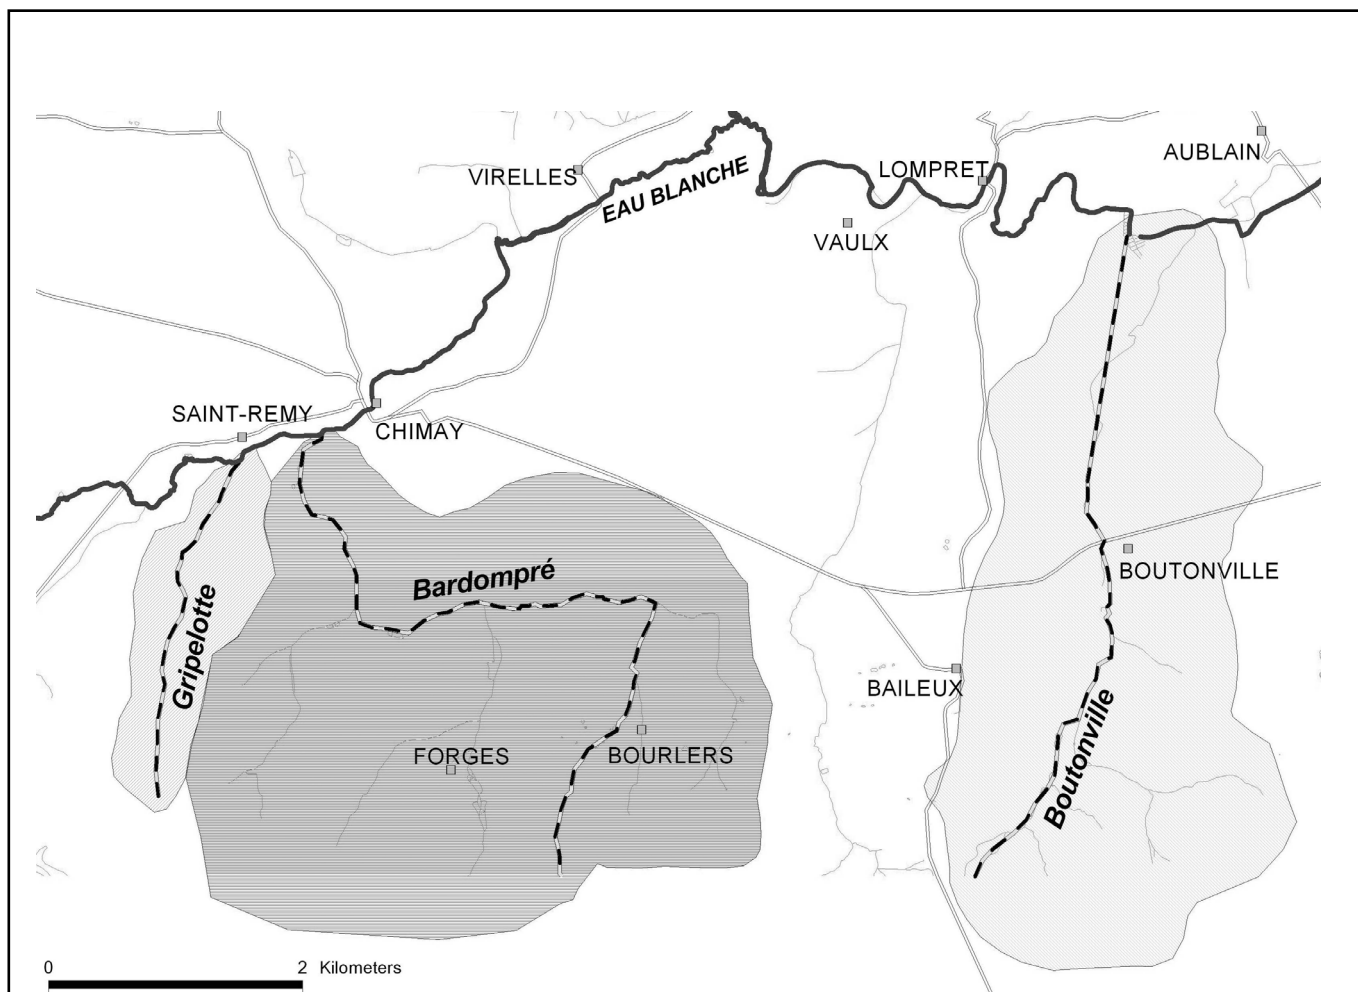 AUBLAIN
VIRELLES
LOMPRET
EAU BLANCHE
VAULX
SAINT-REMY
CHIMAY
Bardompré
BOUTONVILLE
Gripelotte
BAILEUX
FORGES
BOURLERS
Boutonville
0 2 Kilometers